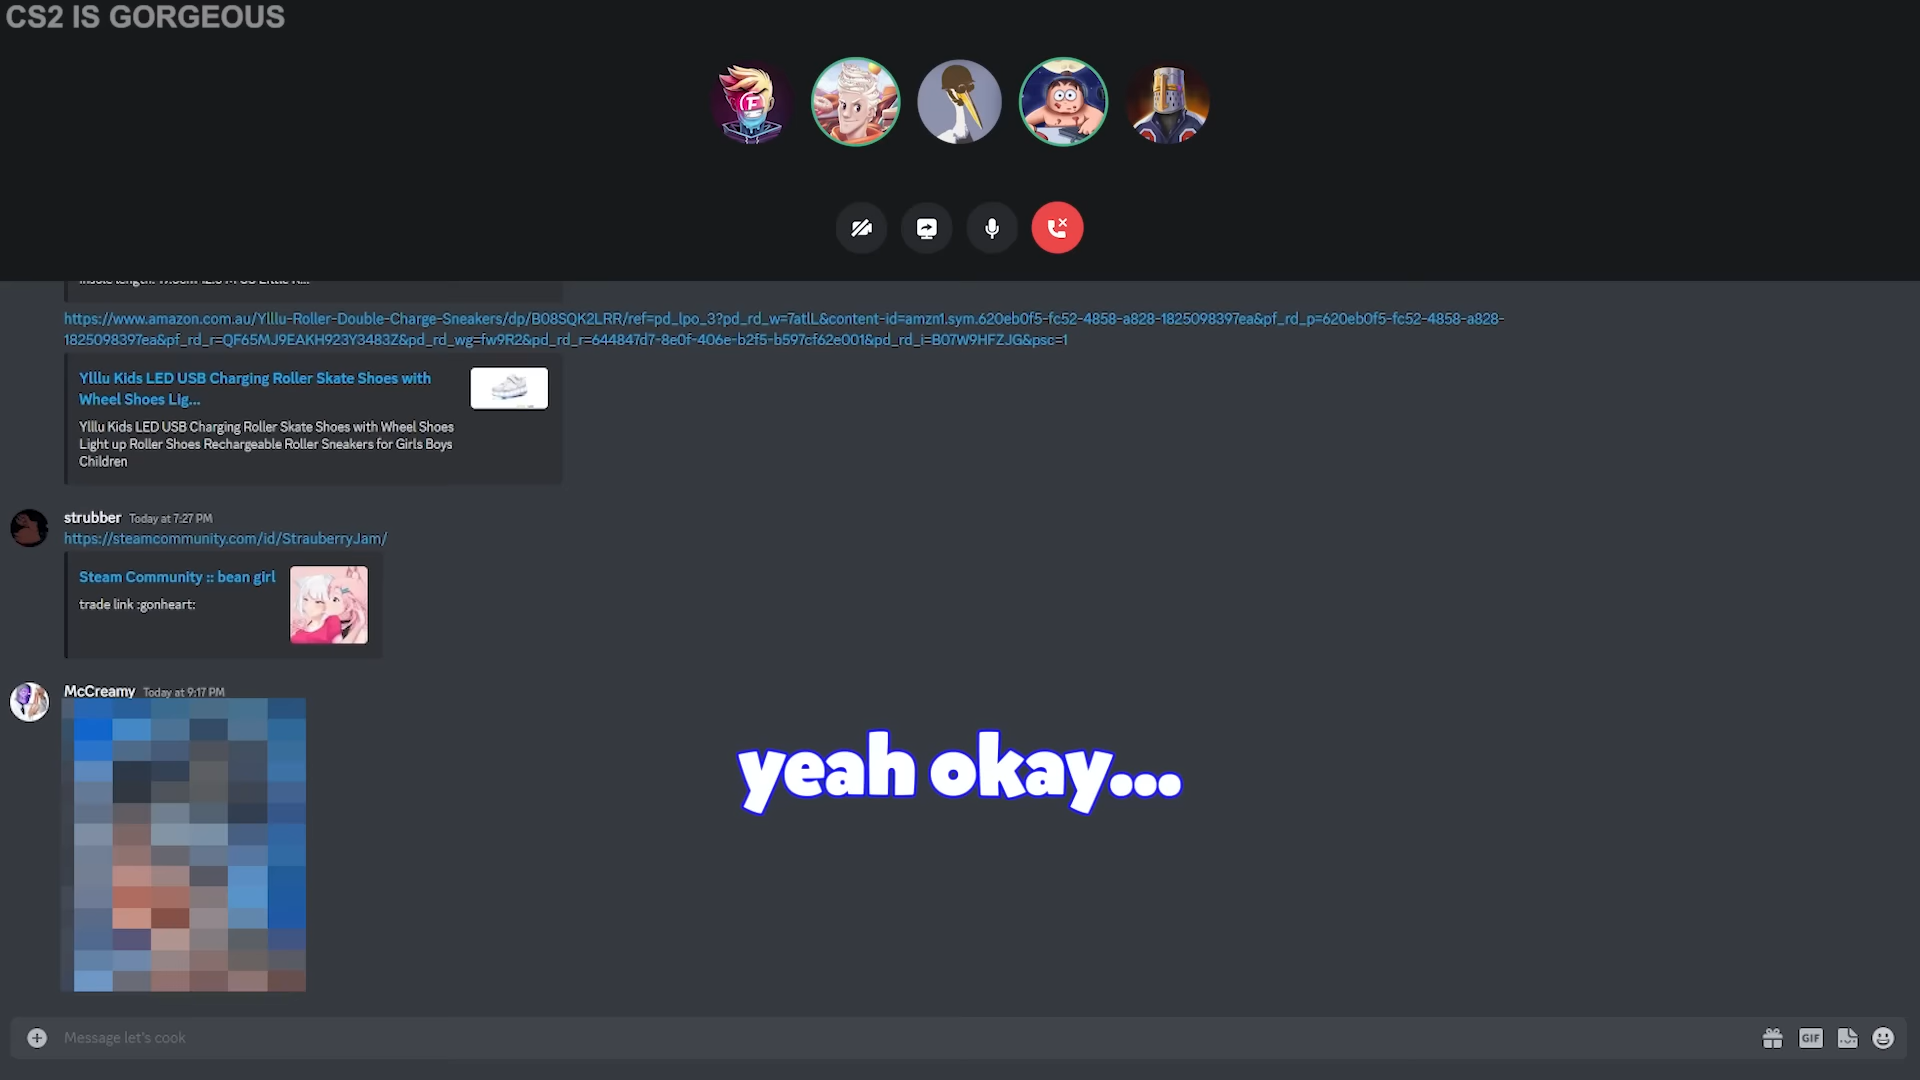 CS2 IS GORGEOUS
https://www.amazon.com.au/Ylllu-Roller-Double-Charge-Sneakers/dp/B08SQK2LRR/ref=pd_lpo_3?pd_rd_w=7atlL&content-id=amzn1.sym.620eb0f5-fc52-4858-a828-1825098397ea&pf_rd_p=620eb0f5-fc52-4858-a828-
1825098397ea&pf_rd_r=QF65MJ9EAKH923Y3483Z&pd_rd_wg=fw9R2&pd_rd_r=644847d7-8e0f-406e-b2f5-b597cf62e001&pd_rd_i=B07W9HFZJG&psc=1
Ylllu Kids LED USB Charging Roller Skate Shoes with
Wheel Shoes Lig...
Ylllu Kids LED USB Charging Roller Skate Shoes with Wheel Shoes
Light up Roller Shoes Rechargeable Roller Sneakers for Girls Boys
Children
strubber Today at 7:27 PM
https://steamcommunity.com/id/StrauberryJam/
Steam Community :: bean girl
trade link :gonheart:
McCreamy Today at 9:17 PM
yeah okay...
Message let's cook
GIF